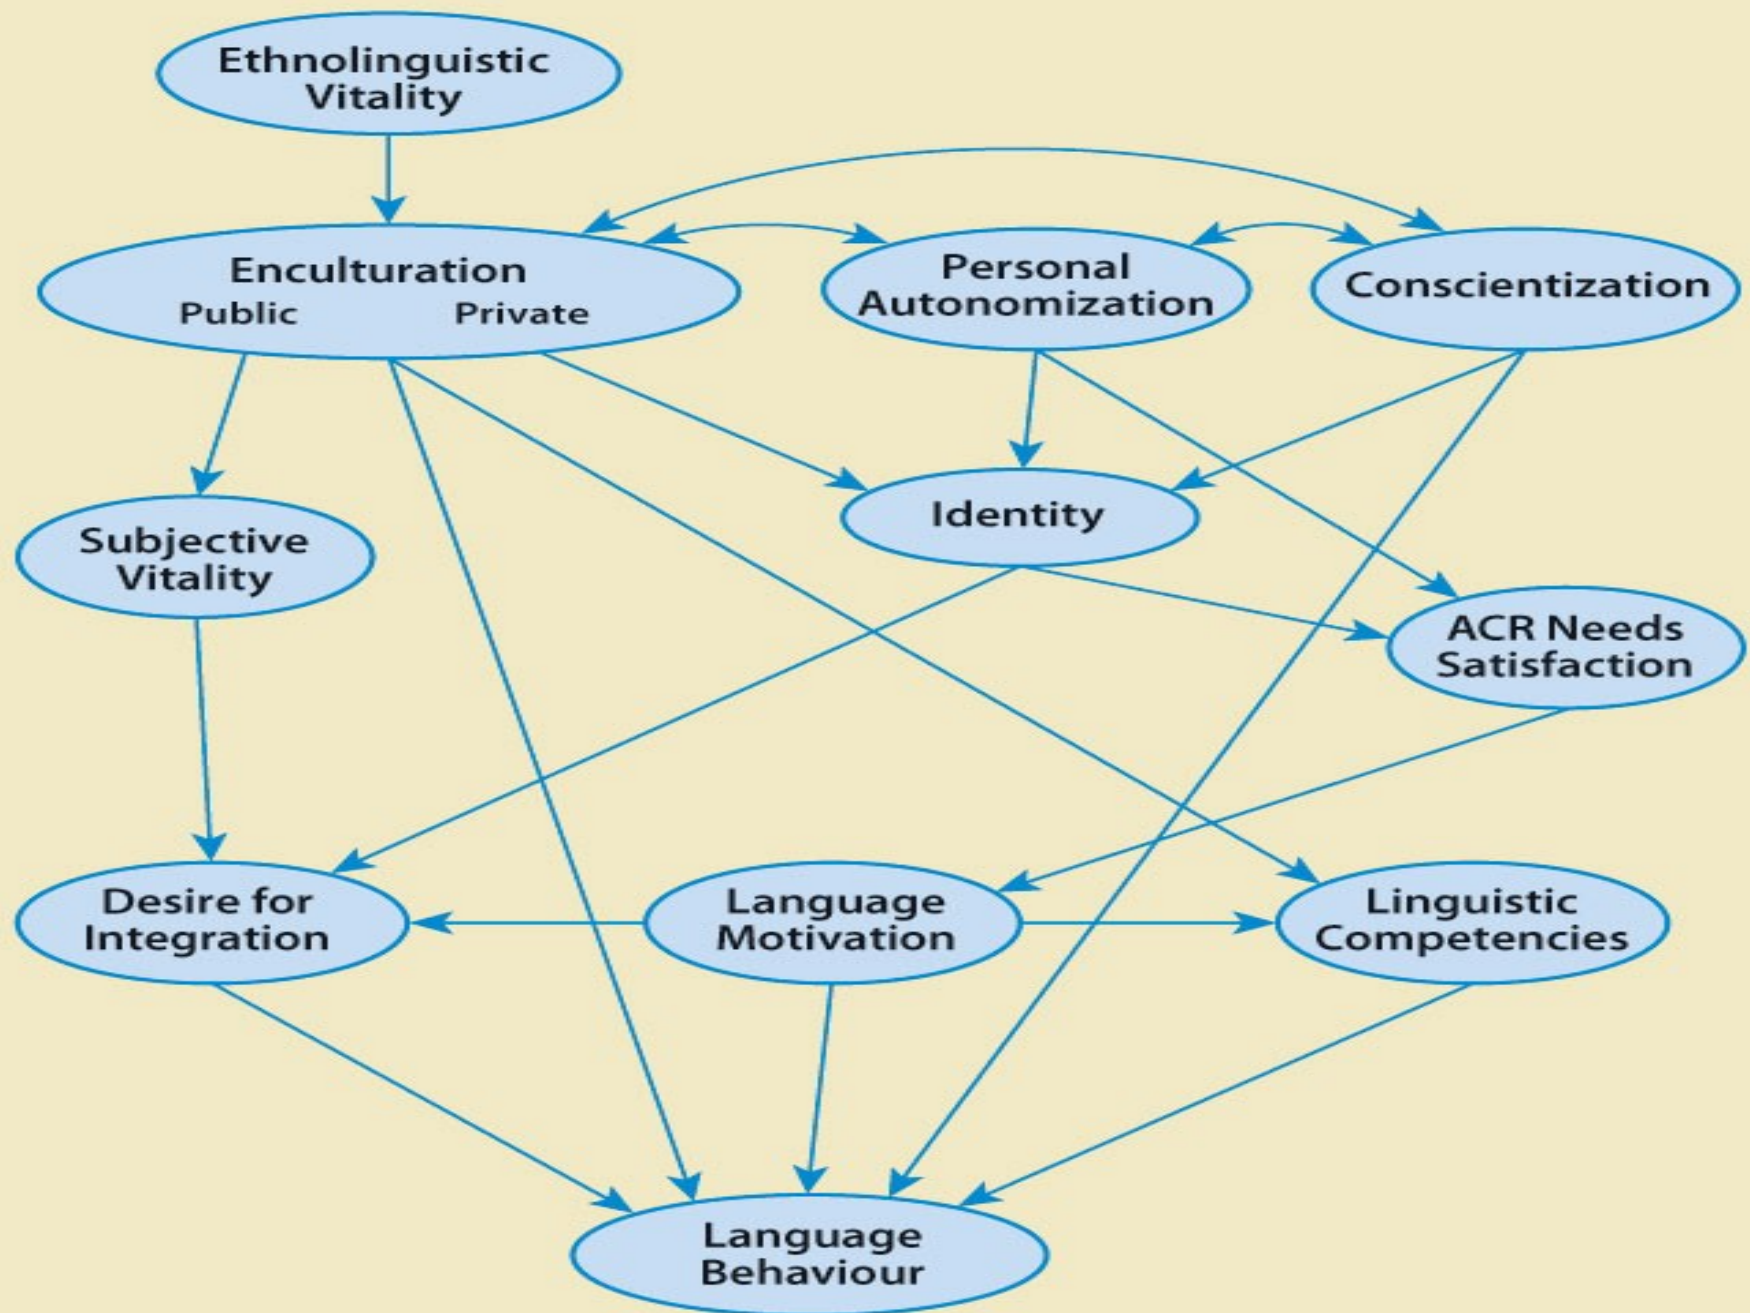 Ethnolinguistic
Vitality
Enculturation
Public Private
Personal
Autonomization
Conscientization
Identity
Subjective
Vitality
ACR Needs
Satisfaction
Desire for
Integration
Language
Motivation
Linguistic
Competencies
Language
Behaviour